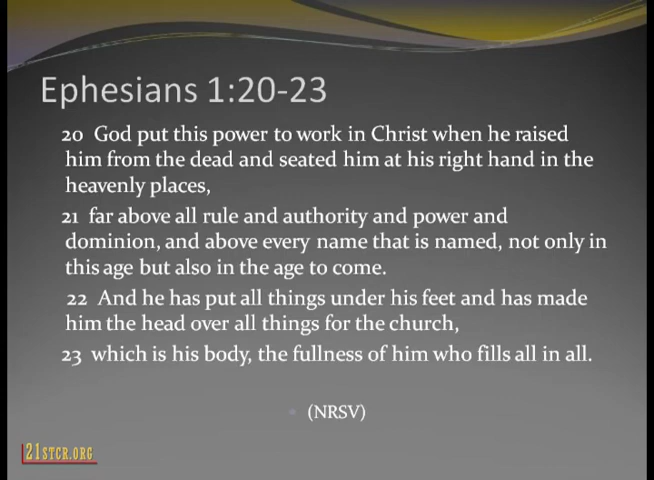 Ephesians 1:20-23
20 God put this power to work in Christ when he raised
him from the dead and seated him at his right hand in the
heavenly places,
21 far above all rule and authority and power and
dominion, and above every name that is named, not only in
this age but also in the age to come.
22 And he has put all things under his feet and has made
him the head over all things for the church,
23 which is his body, the fullness of him who fills all in all.
(NRSV)
21STCR.ORG